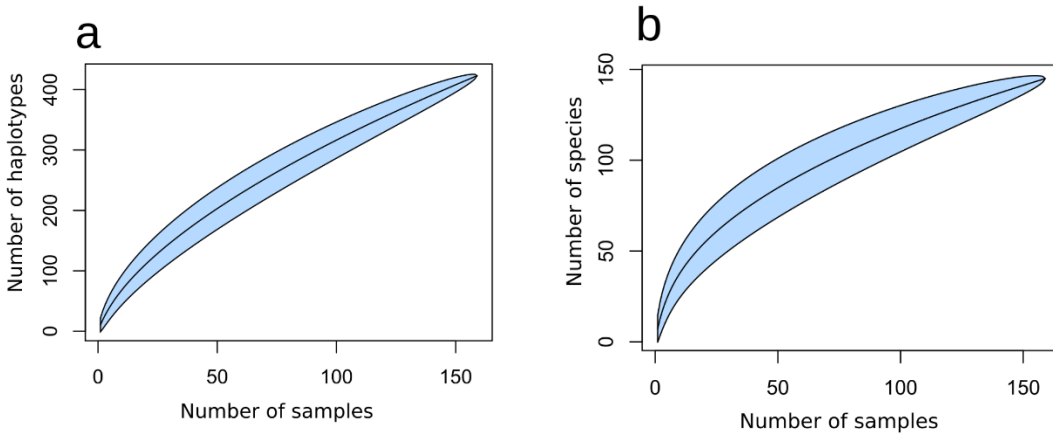 a
Number of haplotypes
400
300
200
100
0
0 50 100 150
Number of samples
b
Number of species
150
100
50
0
0 50 100 150
Number of samples